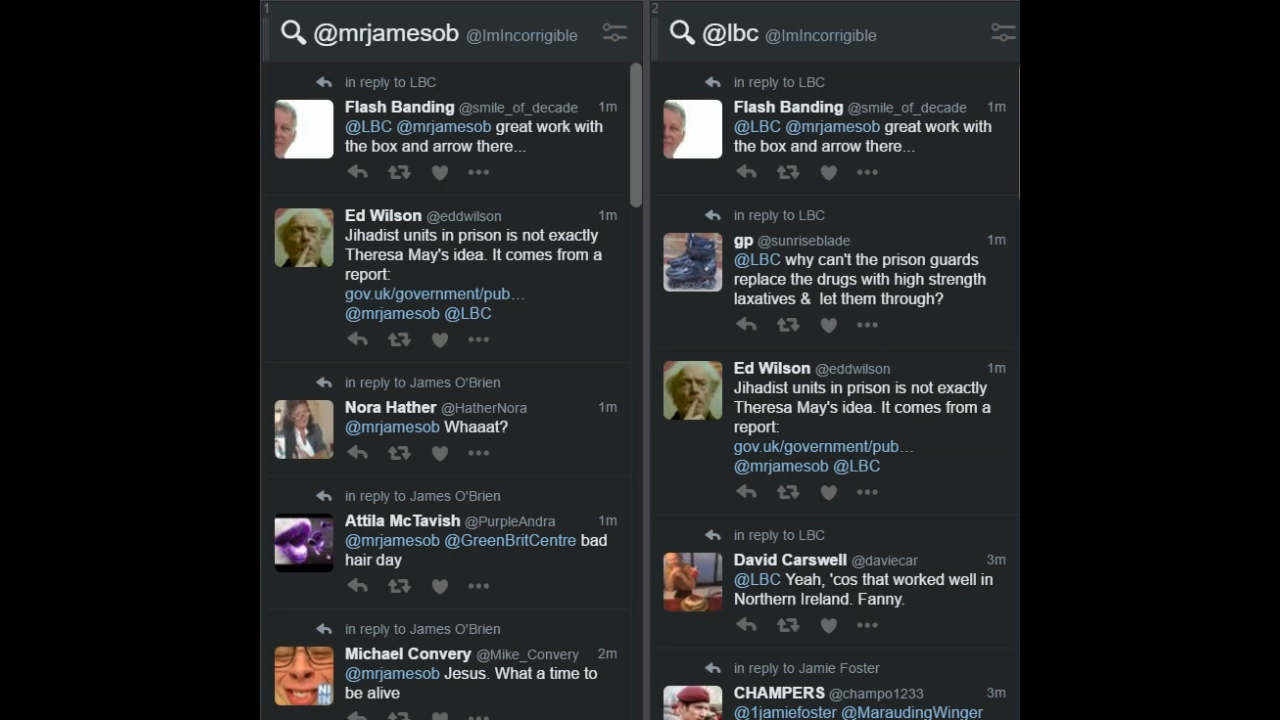 1
@mrjamesob @ImIncorrigible
in reply to LBC
Flash Banding @smile_of_decade 1m
@LBC @mrjamesob great work with
the box and arrow there...
Ed Wilson @eddwilson 1m
Jihadist units in prison is not exactly
Theresa May's idea. It comes from a
report:
gov.uk/government/pub…
@mrjamesob @LBC
in reply to James O'Brien
Nora Hather @HatherNora 1m
@mrjamesob Whaaat?
in reply to James O'Brien
Attila McTavish @PurpleAndra 1m
@mrjamesob @GreenBritCentre bad
hair day
in reply to James O'Brien
Michael Convery @Mike_Convery 2m
@mrjamesob Jesus. What a time to
be alive
NI
IN
2
@lbc @ImIncorrigible
in reply to LBC
Flash Banding @smile_of_decade 1m
@LBC @mrjamesob great work with
the box and arrow there...
in reply to LBC
gp @sunriseblade 1m
@LBC why can't the prison guards
replace the drugs with high strength
laxatives &  let them through?
Ed Wilson @eddwilson 1m
Jihadist units in prison is not exactly
Theresa May's idea. It comes from a
report:
gov.uk/government/pub…
@mrjamesob @LBC
in reply to LBC
David Carswell @daviecar 3m
@LBC Yeah, 'cos that worked well in
Northern Ireland. Fanny.
in reply to Jamie Foster
CHAMPERS @champo1233 3m
@1jamiefoster @MaraudingWinger